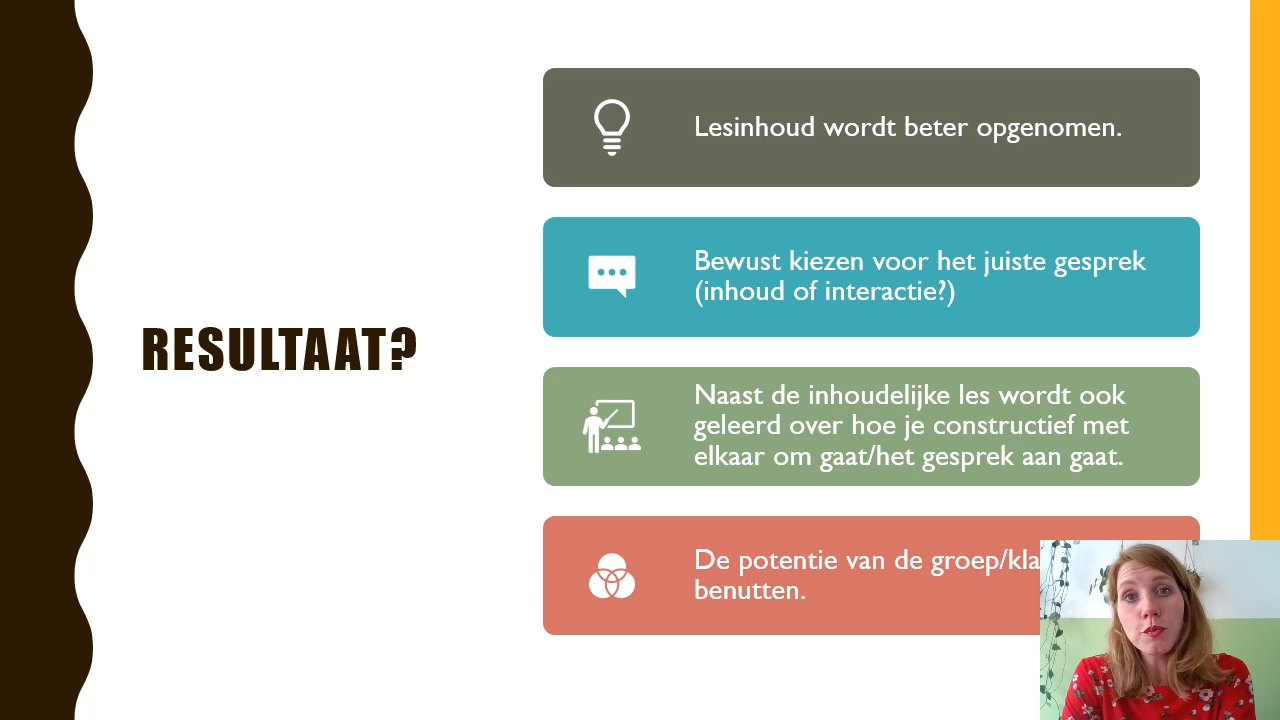 RESULTAAT?
Lesinhoud wordt beter opgenomen.
Bewust kiezen voor het juiste gesprek
(inhoud of interactie?)
Naast de inhoudelijke les wordt ook
geleerd over hoe je constructief met
elkaar om gaat/het gesprek aan gaat.
De potentie van de groep/kla
benutten.